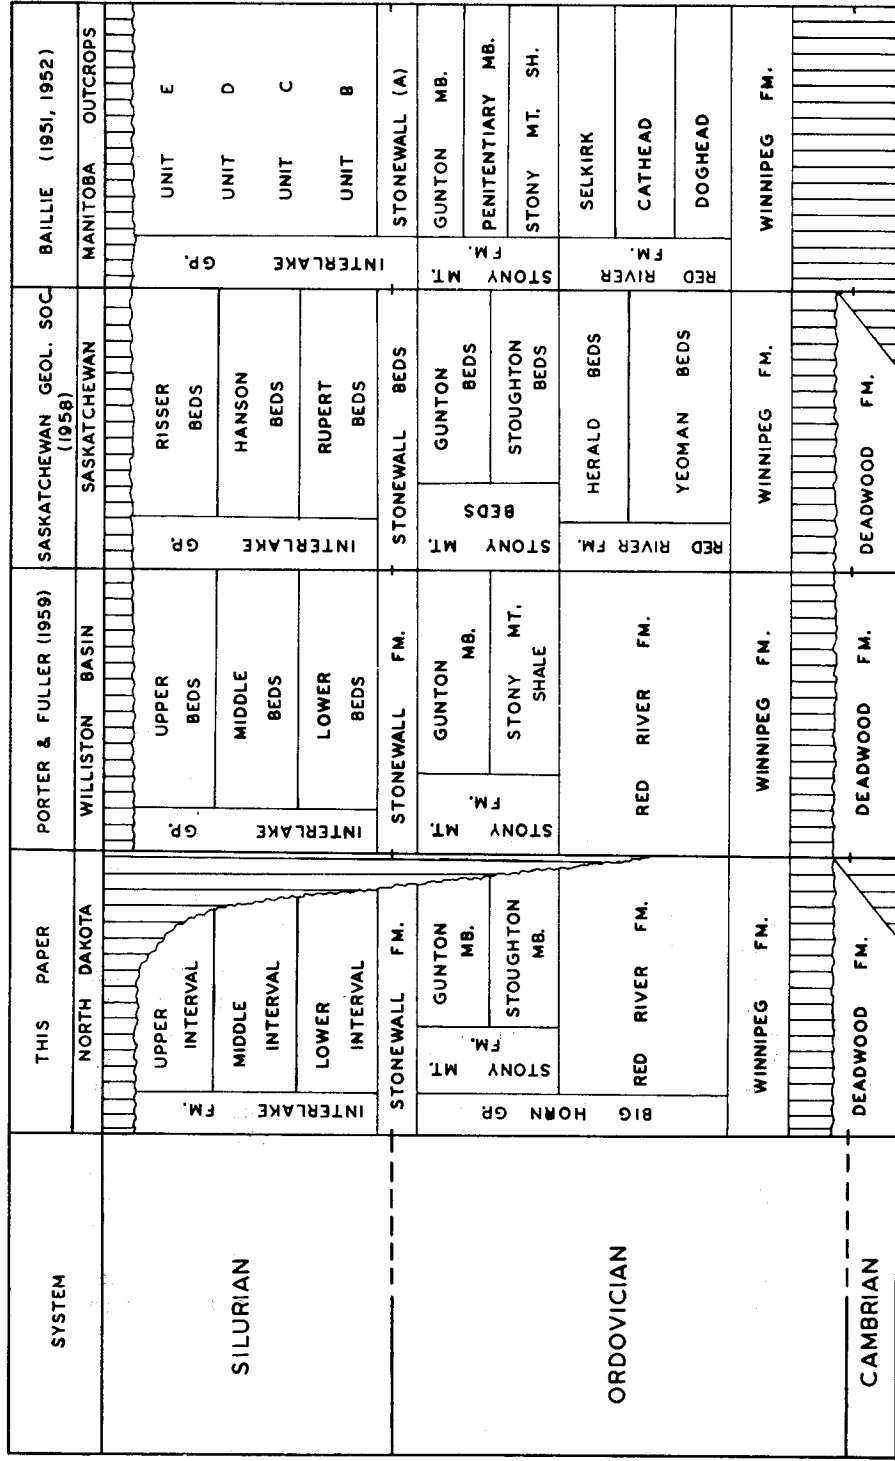 SYSTEM
SILURIAN
ORDOVICIAN
CAMBRIAN
THIS PAPER
NORTH DAKOTA
INTERLAKE FM.
UPPER
INTERVAL
MIDDLE
INTERVAL
LOWER
INTERVAL
STONEWALL FM.
BIG HORN GP.
STONY MT.
FM.
GUNTON
MB.
STOUGHTON
MB.
RED RIVER FM.
WINNIPEG FM.
DEADWOOD FM.
PORTER & FULLER (1959)
WILLISTON BASIN
INTERLAKE GP.
UPPER
BEDS
MIDDLE
BEDS
LOWER
BEDS
STONEWALL FM.
STONY MT.
FM.
GUNTON
MB.
STONY MT.
SHALE
RED RIVER FM.
WINNIPEG FM.
DEADWOOD FM.
SASKATCHEWAN GEOL. SOC.
(1958)
SASKATCHEWAN
INTERLAKE GP.
RISSER
BEDS
HANSON
BEDS
RUPERT
BEDS
STONEWALL BEDS
STONY MT.
BEDS
GUNTON
BEDS
STOUGHTON
BEDS
RED RIVER FM.
HERALD BEDS
YEOMAN BEDS
WINNIPEG FM.
DEADWOOD FM.
BAILLIE (1951, 1952)
MANITOBA OUTCROPS
INTERLAKE GP.
UNIT E
UNIT D
UNIT C
UNIT B
STONEWALL (A)
STONY MT.
FM.
GUNTON MB.
PENITENTIARY MB.
STONY MT. SH.
RED RIVER
FM.
SELKIRK
CATHEAD
DOGHEAD
WINNIPEG FM.